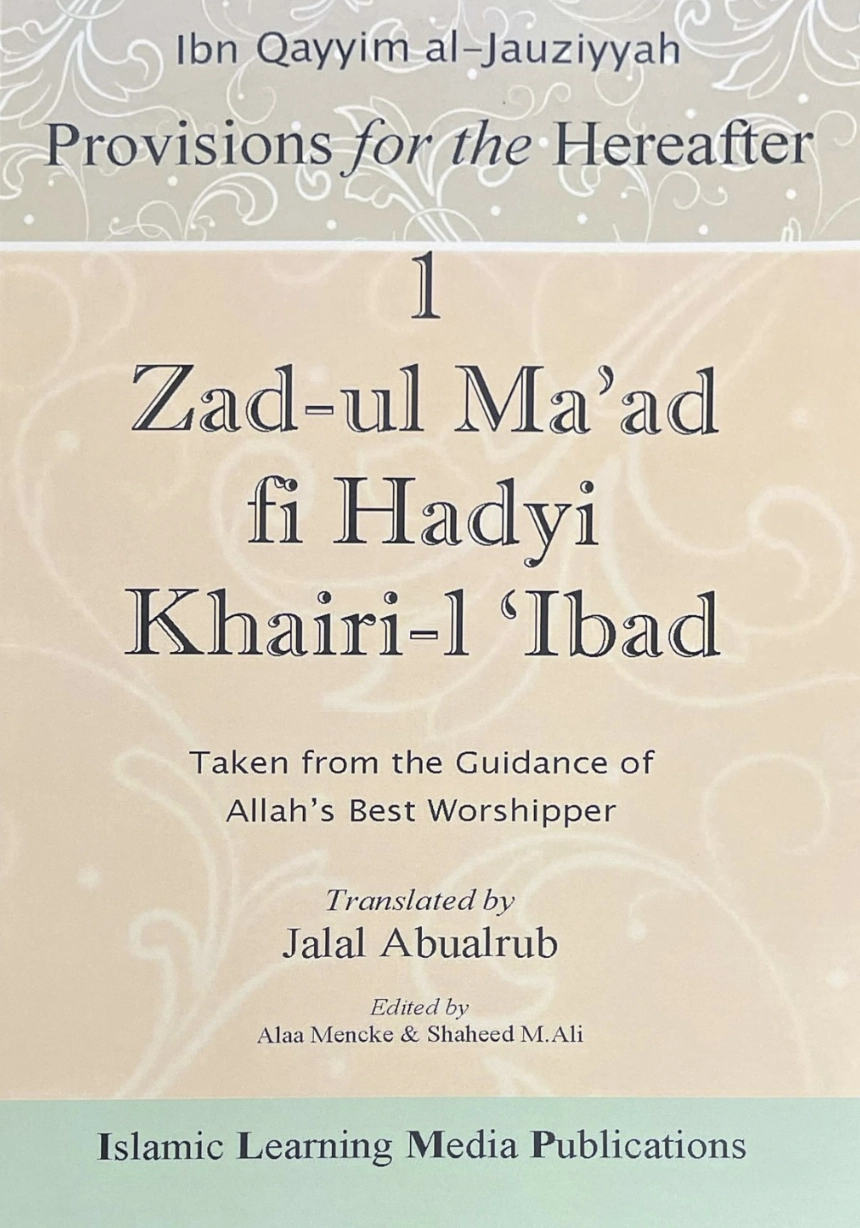 Ibn Qayyim al-Jauziyyah
Provisions for the Hereafter
1
Zad-ul Ma’ad
fi Hadyi
Khairi-l ‘Ibad
Taken from the Guidance of
Allah’s Best Worshipper
Translated by
Jalal Abualrub
Edited by
Alaa Mencke & Shaheed M.Ali
Islamic Learning Media Publications